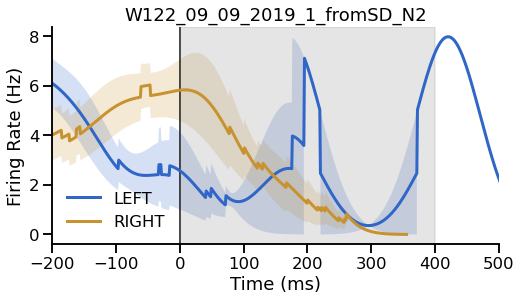 W122_09_09_2019_1_fromSD_N2
Firing Rate (Hz)
8
6
4
2
0
LEFT
RIGHT
−200 −100 0 100 200 300 400 500
Time (ms)